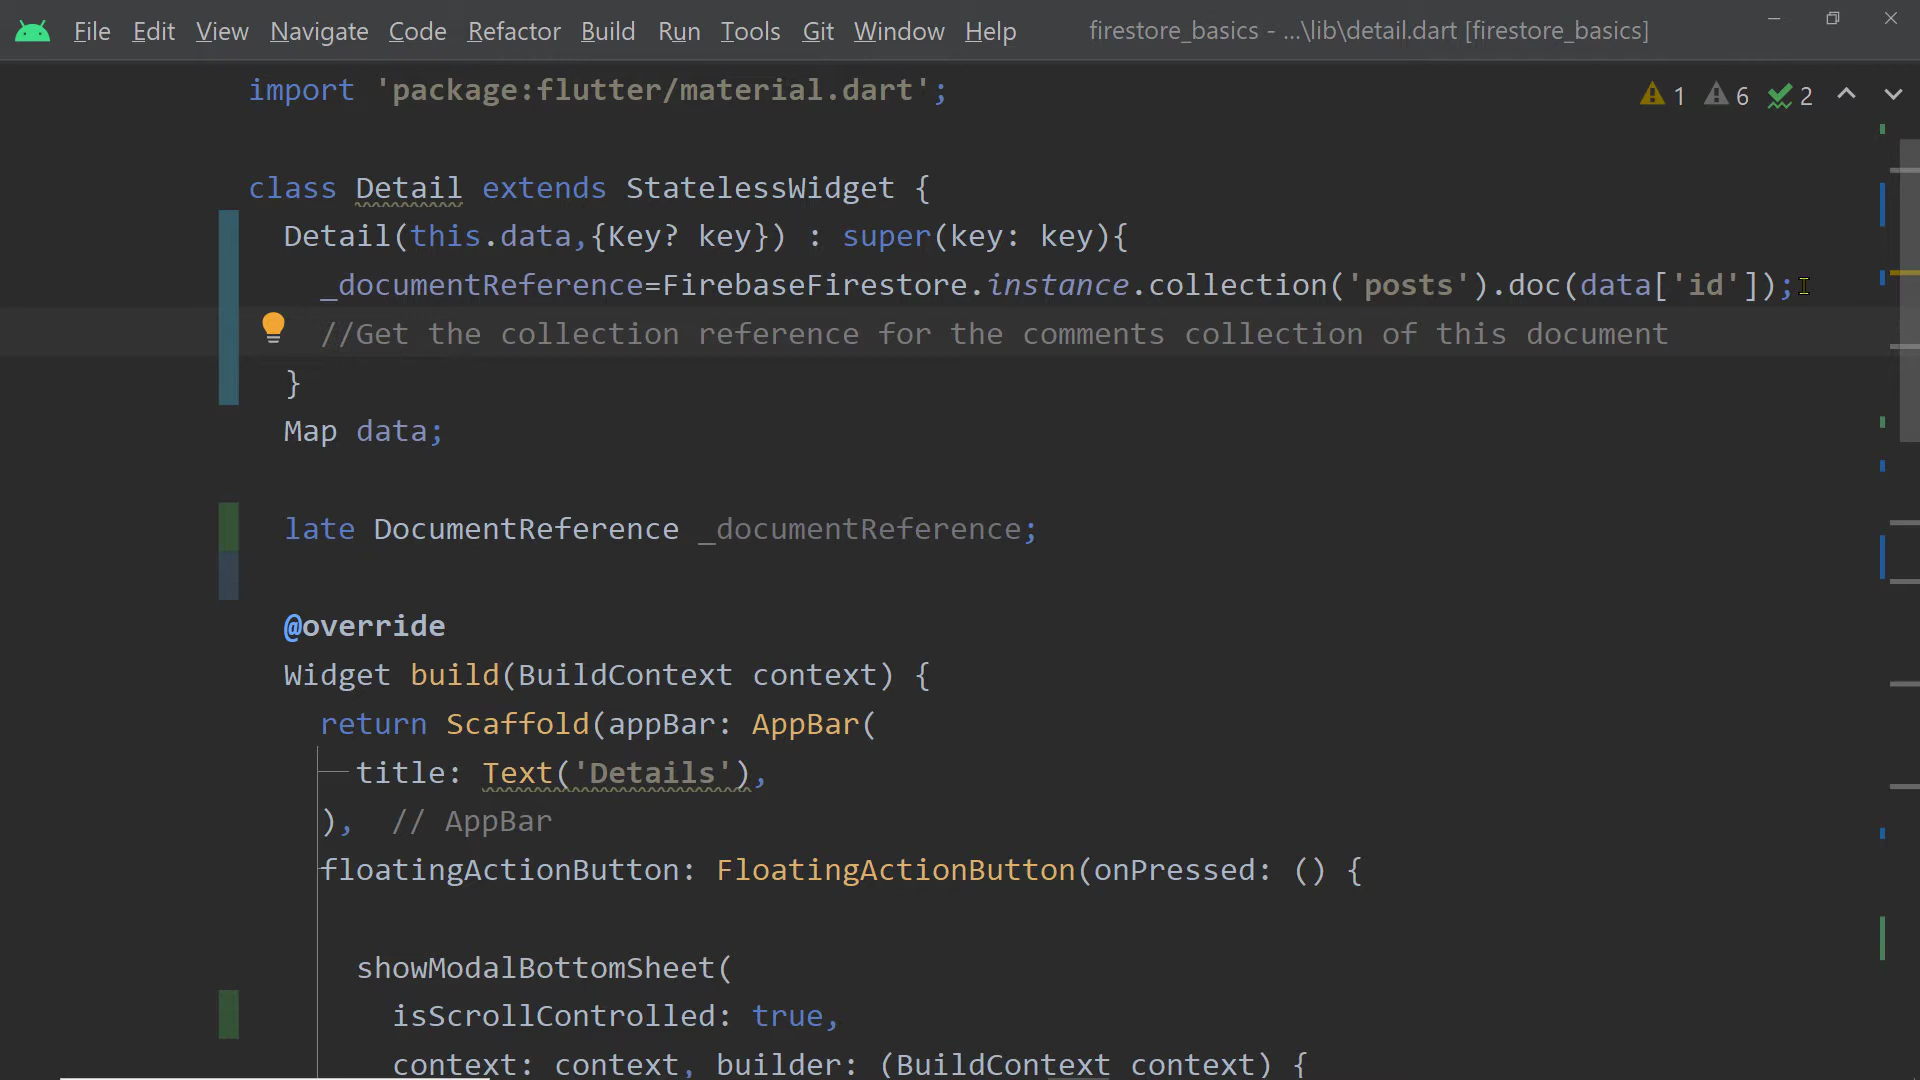 File Edit View Navigate Code Refactor Build Run Tools Git Window Help firestore_basics - ...\lib\detail.dart [firestore_basics]
import 'package:flutter/material.dart';
1 6 2
class Detail extends StatelessWidget {
Detail(this.data,{Key? key}) : super(key: key){
_documentReference=FirebaseFirestore.instance.collection('posts').doc(data['id']);
//Get the collection reference for the comments collection of this document
}
Map data;
late DocumentReference _documentReference;
@override
Widget build(BuildContext context) {
return Scaffold(appBar: AppBar(
title: Text('Details'),
), // AppBar
floatingActionButton: FloatingActionButton(onPressed: () {
showModalBottomSheet(
isScrollControlled: true,
context: context, builder: (BuildContext context) {